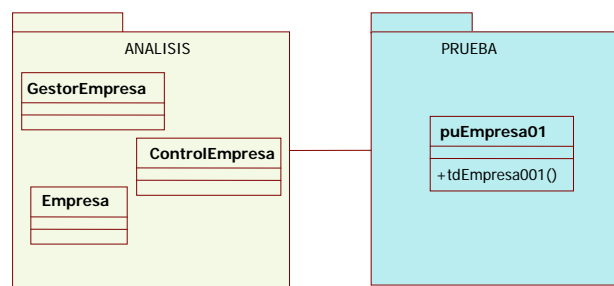 ANALISIS
GestorEmpresa
ControlEmpresa
Empresa
PRUEBA
puEmpresa01
+tdEmpresa001()